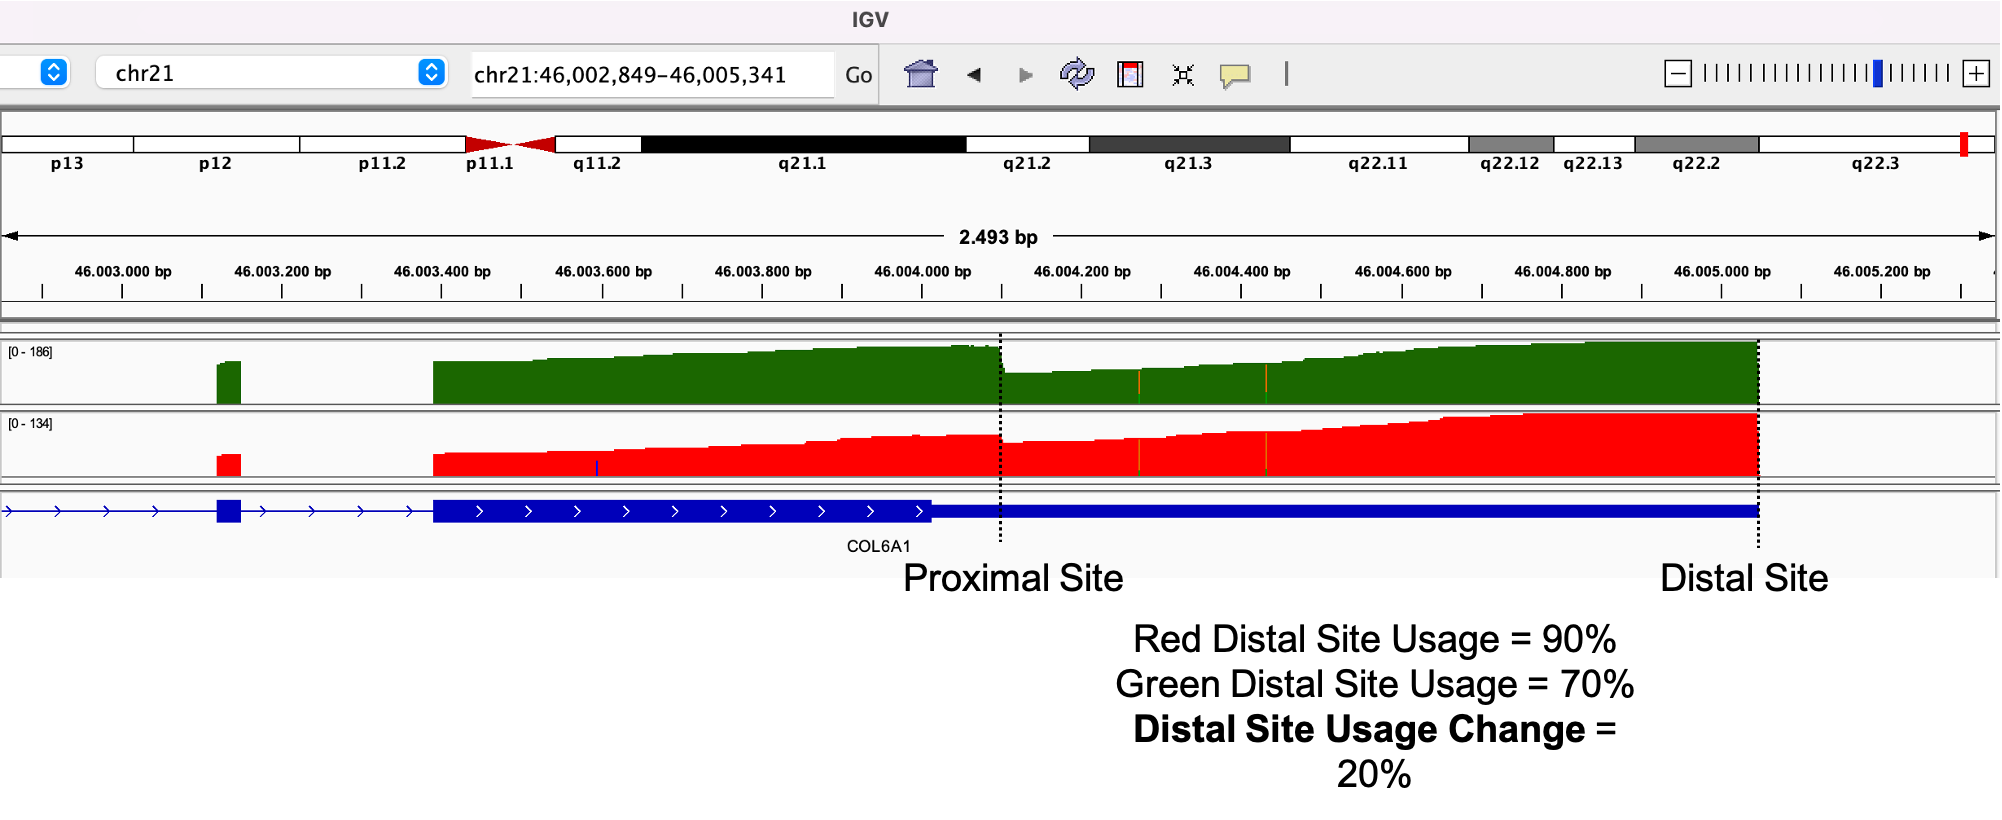 IGV
chr21 chr21:46,002,849-46,005,341 Go
p13 p12 p11.2 p11.1 q11.2 q21.1 q21.2 q21.3 q22.11 q22.12 q22.13 q22.2 q22.3
2.493 bp
46.003.000 bp 46.003.200 bp 46.003.400 bp 46.003.600 bp 46.003.800 bp 46.004.000 bp 46.004.200 bp 46.004.400 bp 46.004.600 bp 46.004.800 bp 46.005.000 bp 46.005.200 bp
[0 - 186]
[0 - 134]
COL6A1
Proximal Site Distal Site
Red Distal Site Usage = 90%
Green Distal Site Usage = 70%
Distal Site Usage Change =
20%